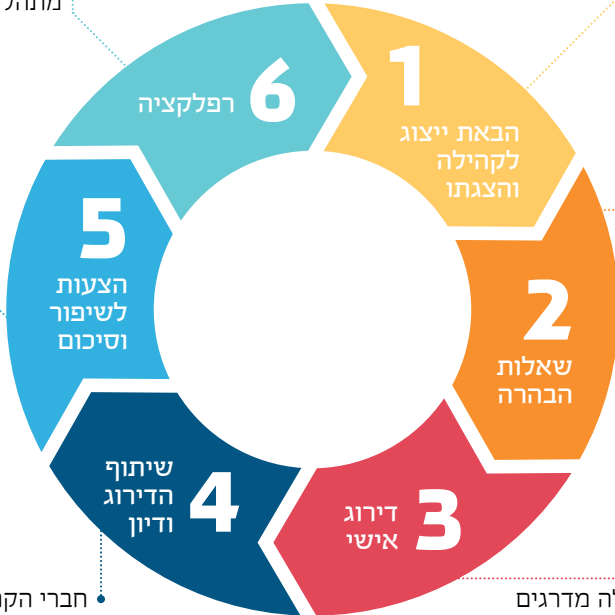 1
הבאת ייצוג
לקהילה
והצגתו
2
שאלות
הבהרה
3
דירוג
אישי
4
שיתוף
הדירוג
ודיון
5
הצעות
לשיפור
וסיכום
6
רפלקציה
מדרגים
חברי